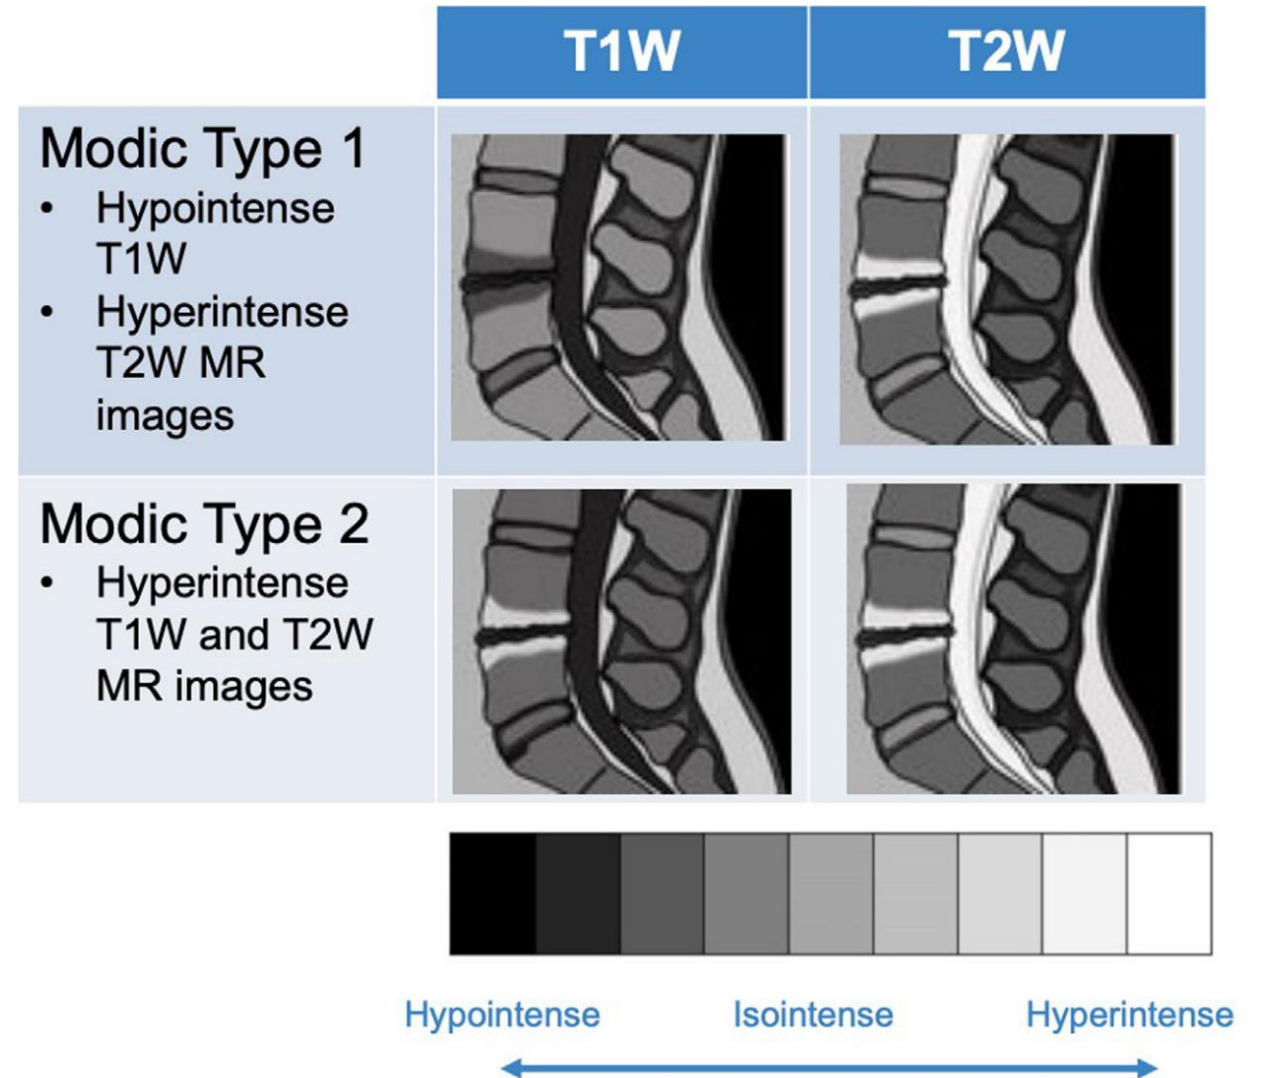 T1W
T2W
Modic Type 1
• Hypointense
T1W
• Hyperintense
T2W MR
images
Modic Type 2
• Hyperintense
T1W and T2W
MR images
Hypointense
Isointense
Hyperintense